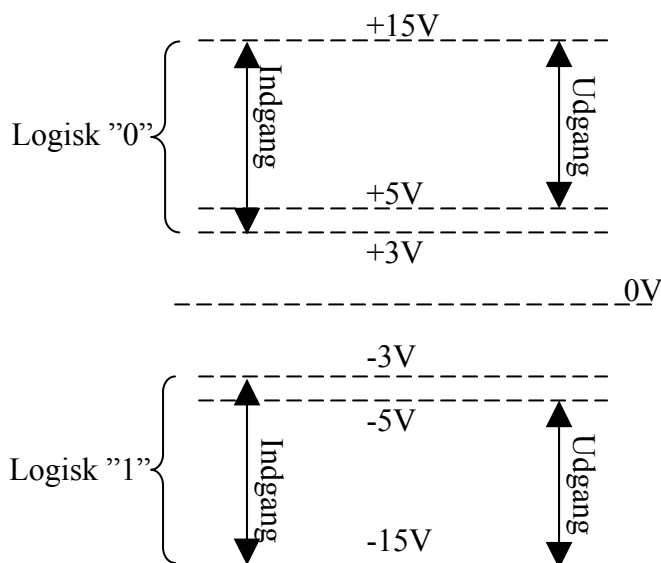 +15V
Indgang
Udgang
Logisk ”0”
+5V
+3V
0V
-3V
-5V
Logisk ”1”
Indgang
Udgang
-15V